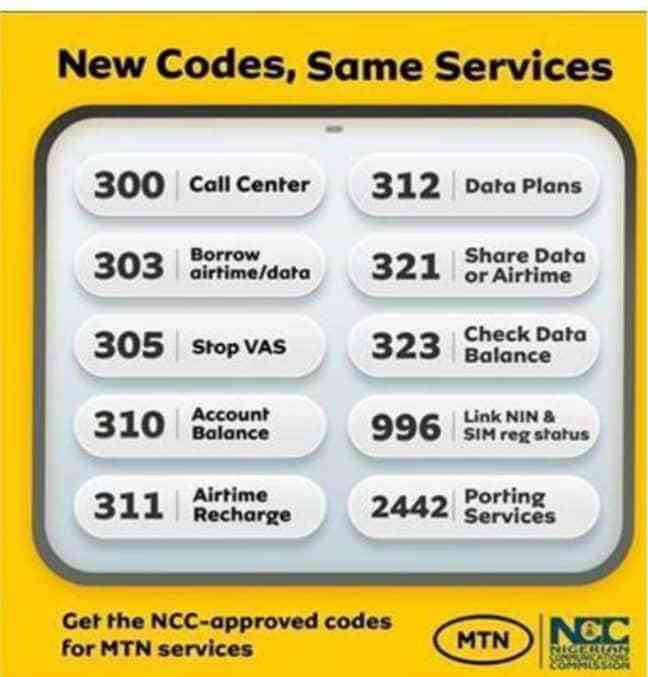 New Codes, Same Services
300 Call Center
312 Data Plans
303 Borrow
airtime/data
321 Share Data
or Airtime
305 Stop VAS
323 Check Data
Balance
310 Account
Balance
996 Link NIN &
SIM reg status
311 Airtime
Recharge
2442 Porting
Services
Get the NCC-approved codes
for MTN services
MTN
NCC
NIGERIAN
COMMUNICATIONS
COMMISSION